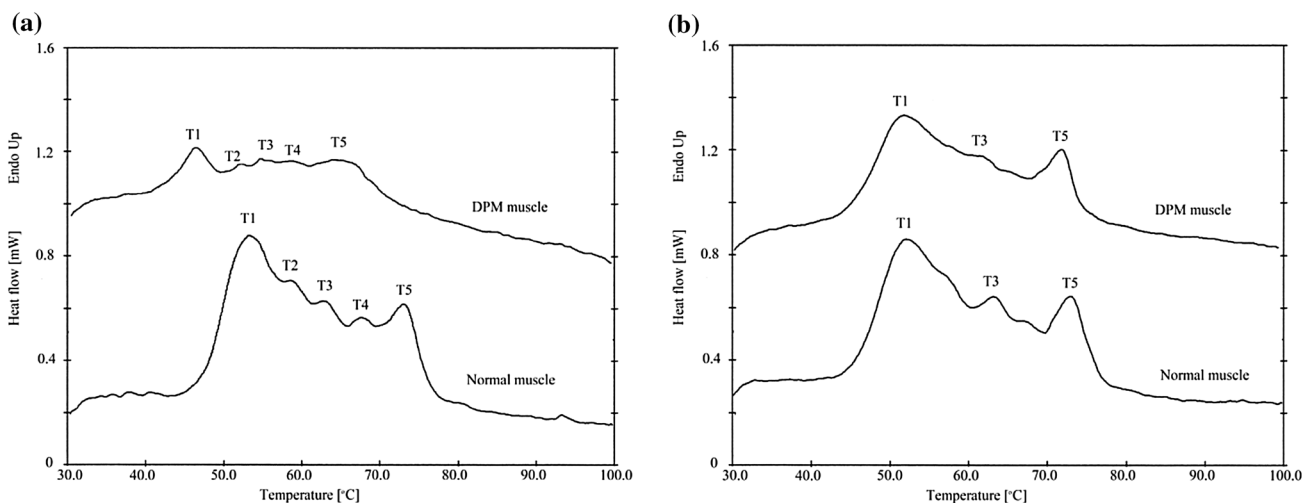 (a)
1.6
Endo Up
1.2
0.8
Heat flow [mW]
0.4
0
T1
T2
T3
T4
T5
DPM muscle
T1
T2
T3
T4
T5
Normal muscle
30.0
40.0
50.0
60.0
70.0
80.0
90.0
100.0
Temperature [°C]
(b)
1.6
Endo Up
1.2
0.8
Heat flow [mW]
0.4
0
T1
T3
T5
DPM muscle
T1
T3
T5
Normal muscle
30.0
40.0
50.0
60.0
70.0
80.0
90.0
100.0
Temperature [°C]